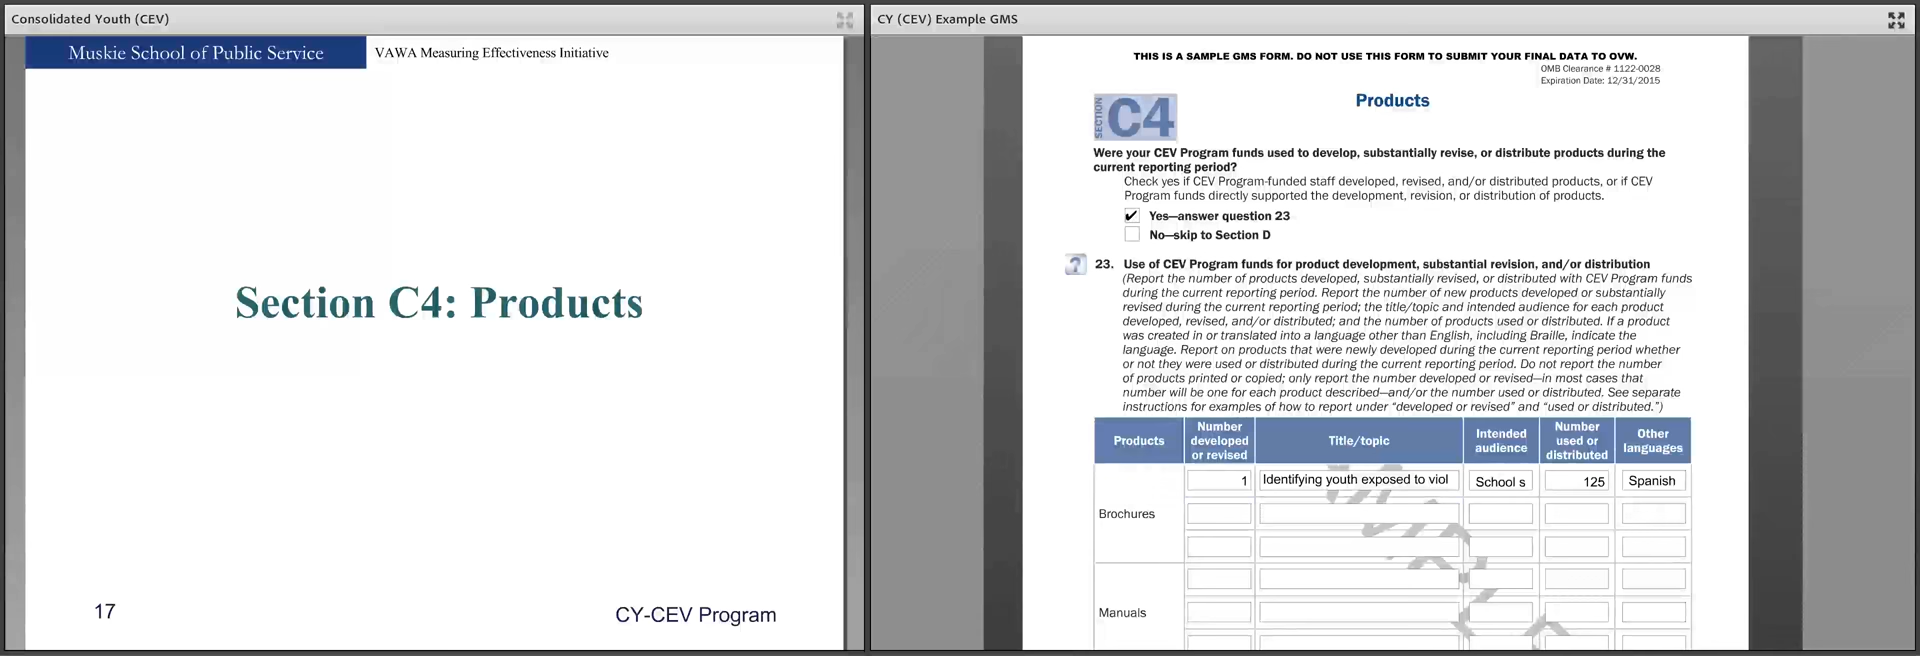 Consolidated Youth (CEV)
Muskie School of Public Service
VAWA Measuring Effectiveness Initiative
Section C4: Products
17
CY-CEV Program
CY (CEV) Example GMS
THIS IS A SAMPLE GMS FORM. DO NOT USE THIS FORM TO SUBMIT YOUR FINAL DATA TO OVW.
OMB Clearance # 1122-0028
Expiration Date: 12/31/2015
SECTION
C4
Products
Were your CEV Program funds used to develop, substantially revise, or distribute products during the
current reporting period?
Check yes if CEV Program-funded staff developed, revised, and/or distributed products, or if CEV
Program funds directly supported the development, revision, or distribution of products.
Yes—answer question 23
No—skip to Section D
?
23. Use of CEV Program funds for product development, substantial revision, and/or distribution
(Report the number of products developed, substantially revised, or distributed with CEV Program funds
during the current reporting period. Report the number of new products developed or substantially
revised during the current reporting period; the title/topic and intended audience for each product
developed, revised, and/or distributed; and the number of products used or distributed. If a product
was created in or translated into a language other than English, including Braille, indicate the
language. Report on products that were newly developed during the current reporting period whether
or not they were used or distributed during the current reporting period. Do not report the number
of products printed or copied; only report the number developed or revised—in most cases that
number will be one for each product described—and/or the number used or distributed. See separate
instructions for examples of how to report under “developed or revised” and “used or distributed.”)
Products
Number
developed
or revised
Title/topic
Intended
audience
Number
used or
distributed
Other
languages
Brochures
1
Identifying youth exposed to viol
School s
125
Spanish
Manuals